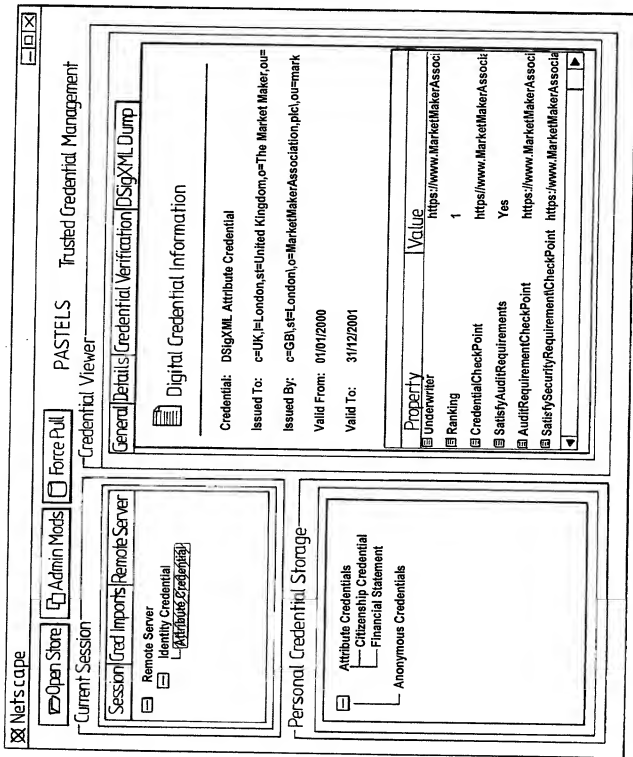 Netscape
Open Store Admin Mods Force Pull PASTELS Trusted Credential Management
Current Session
Session Cred Imports Remote Server
Remote Server
Identity Credential
Attribute Credential
Personal Credential Storage
Attribute Credentials
Citizenship Credential
Financial Statement
Anonymous Credentials
Credential Viewer
General Details Credential Verification DSigXML Dump
Digital Credential Information
Credential: DSigXML Attribute Credential
Issued To: c=UK,l=London,st=United Kingdom,o=The Market Maker,ou=
Issued By: c=GB\,st=London\,o=MarketMakerAssociation,plc\,ou=mark
Valid From: 01/01/2000
Valid To: 31/12/2001
Property Value
Underwriter https://www.MarketMakerAssoci
Ranking 1
CredentialCheckPoint https//www.MarketMakerAssocia
SatisfyAuditRequirements Yes
AuditRequirementCheckPoint https://www.MarketMakerAssoci
SatisfySecurityRequirement\CheckPoint https:/www.MarketMakerAssocia